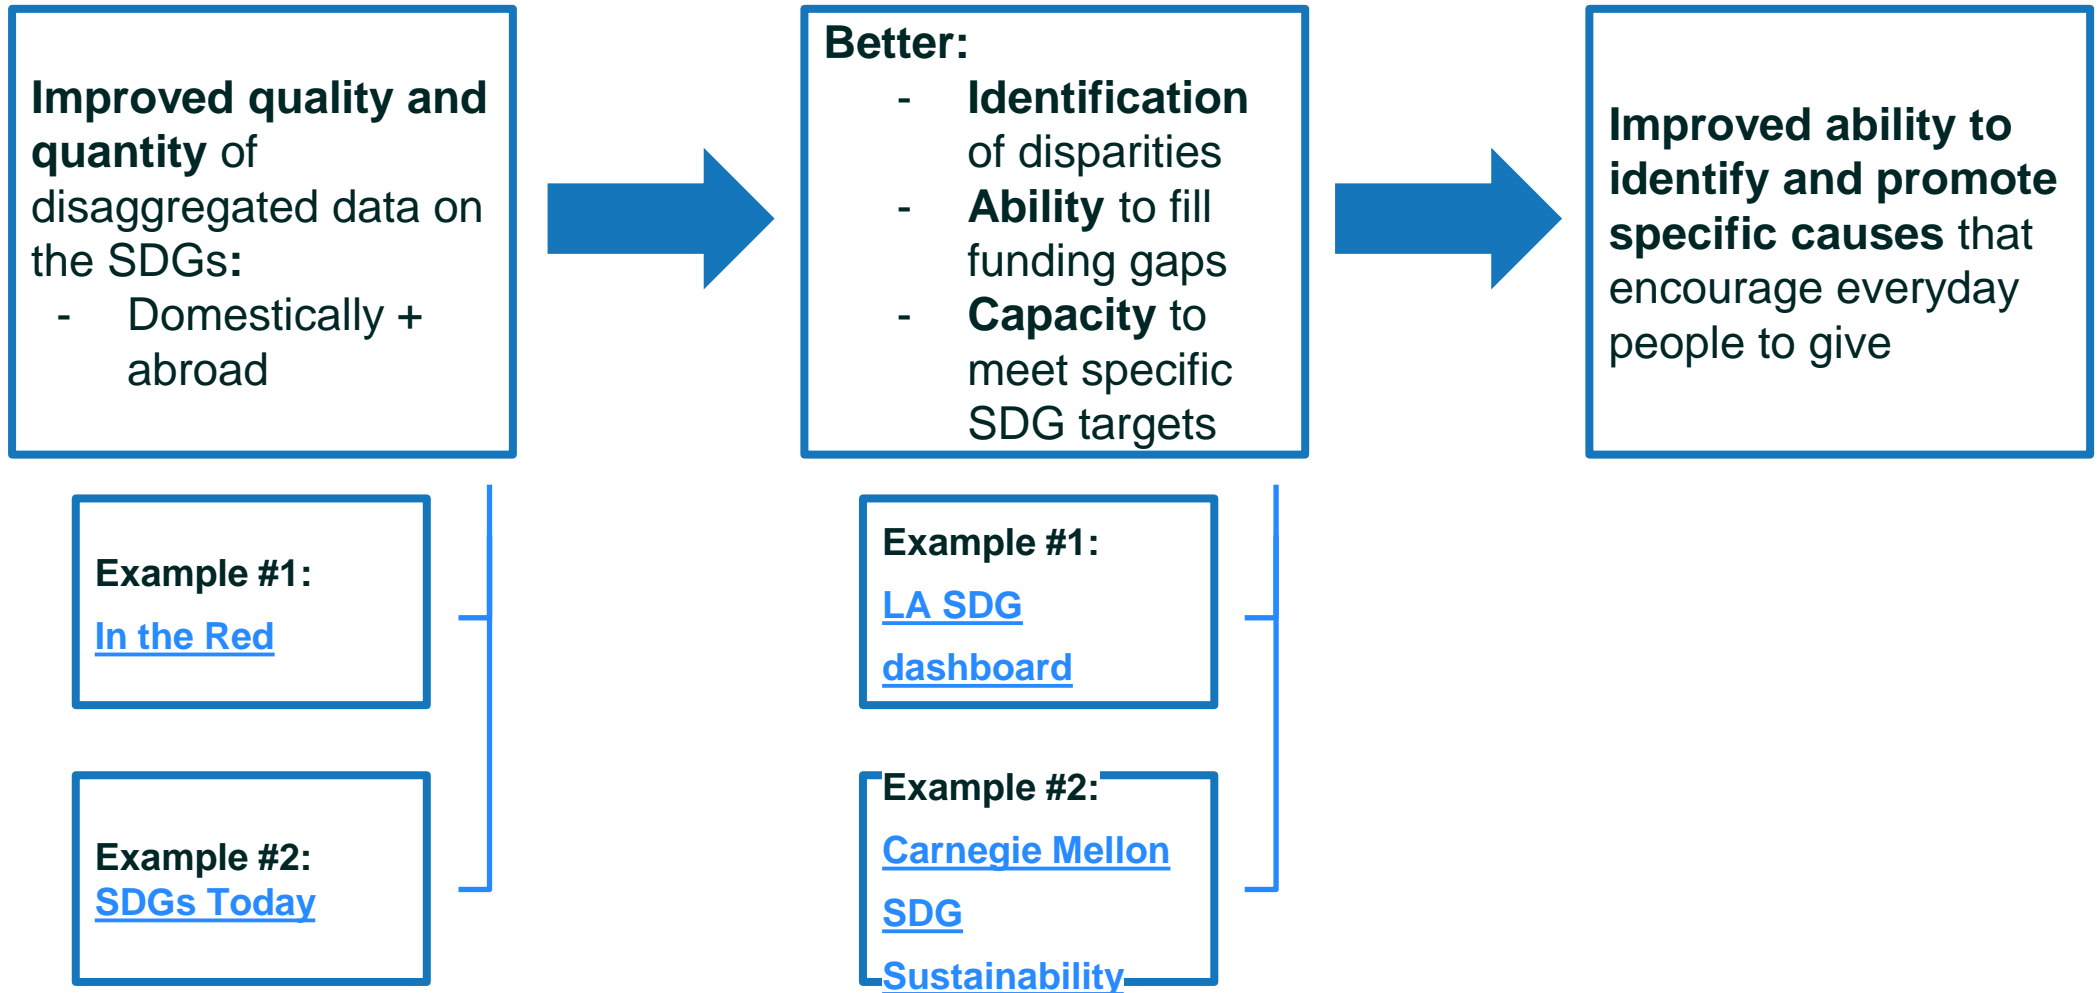 Improved quality and
quantity of
disaggregated data on
the SDGs:
- Domestically +
abroad
Better:
- Identification
of disparities
- Ability to fill
funding gaps
- Capacity to
meet specific
SDG targets
Improved ability to
identify and promote
specific causes that
encourage everyday
people to give
Example #1:
In the Red
Example #2:
SDGs Today
Example #1:
LA SDG
dashboard
Example #2:
Carnegie Mellon
SDG
Sustainability